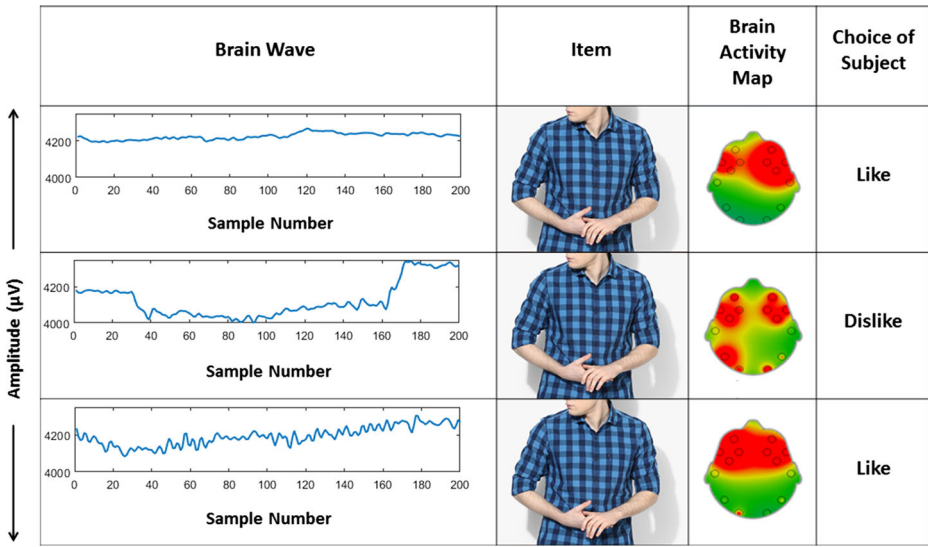 Brain Wave
Item
Brain
Activity
Map
Choice of
Subject
Amplitude (µV)
4200
4000
0 20 40 60 80 100 120 140 160 180 200
Sample Number
Like
4200
4000
0 20 40 60 80 100 120 140 160 180 200
Sample Number
Dislike
4200
4000
0 20 40 60 80 100 120 140 160 180 200
Sample Number
Like